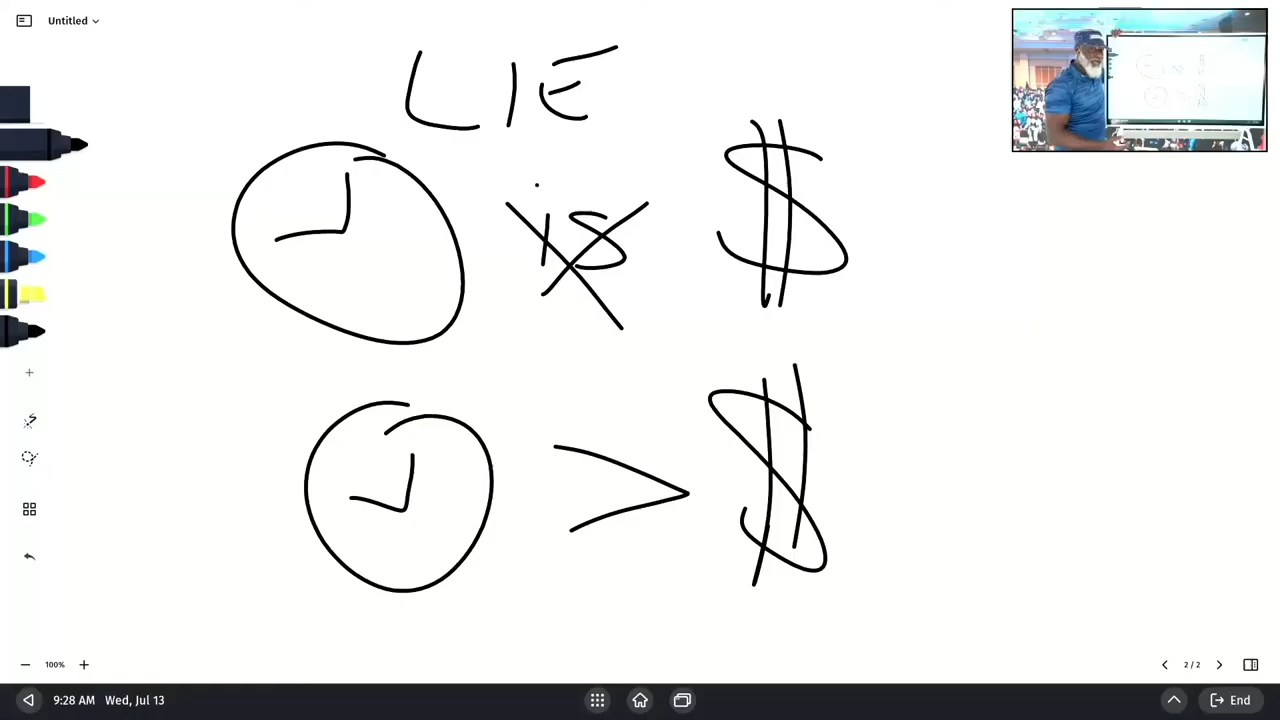 Untitled
LIE
is $
> $
100%
2/2
9:28 AM Wed, Jul 13
End